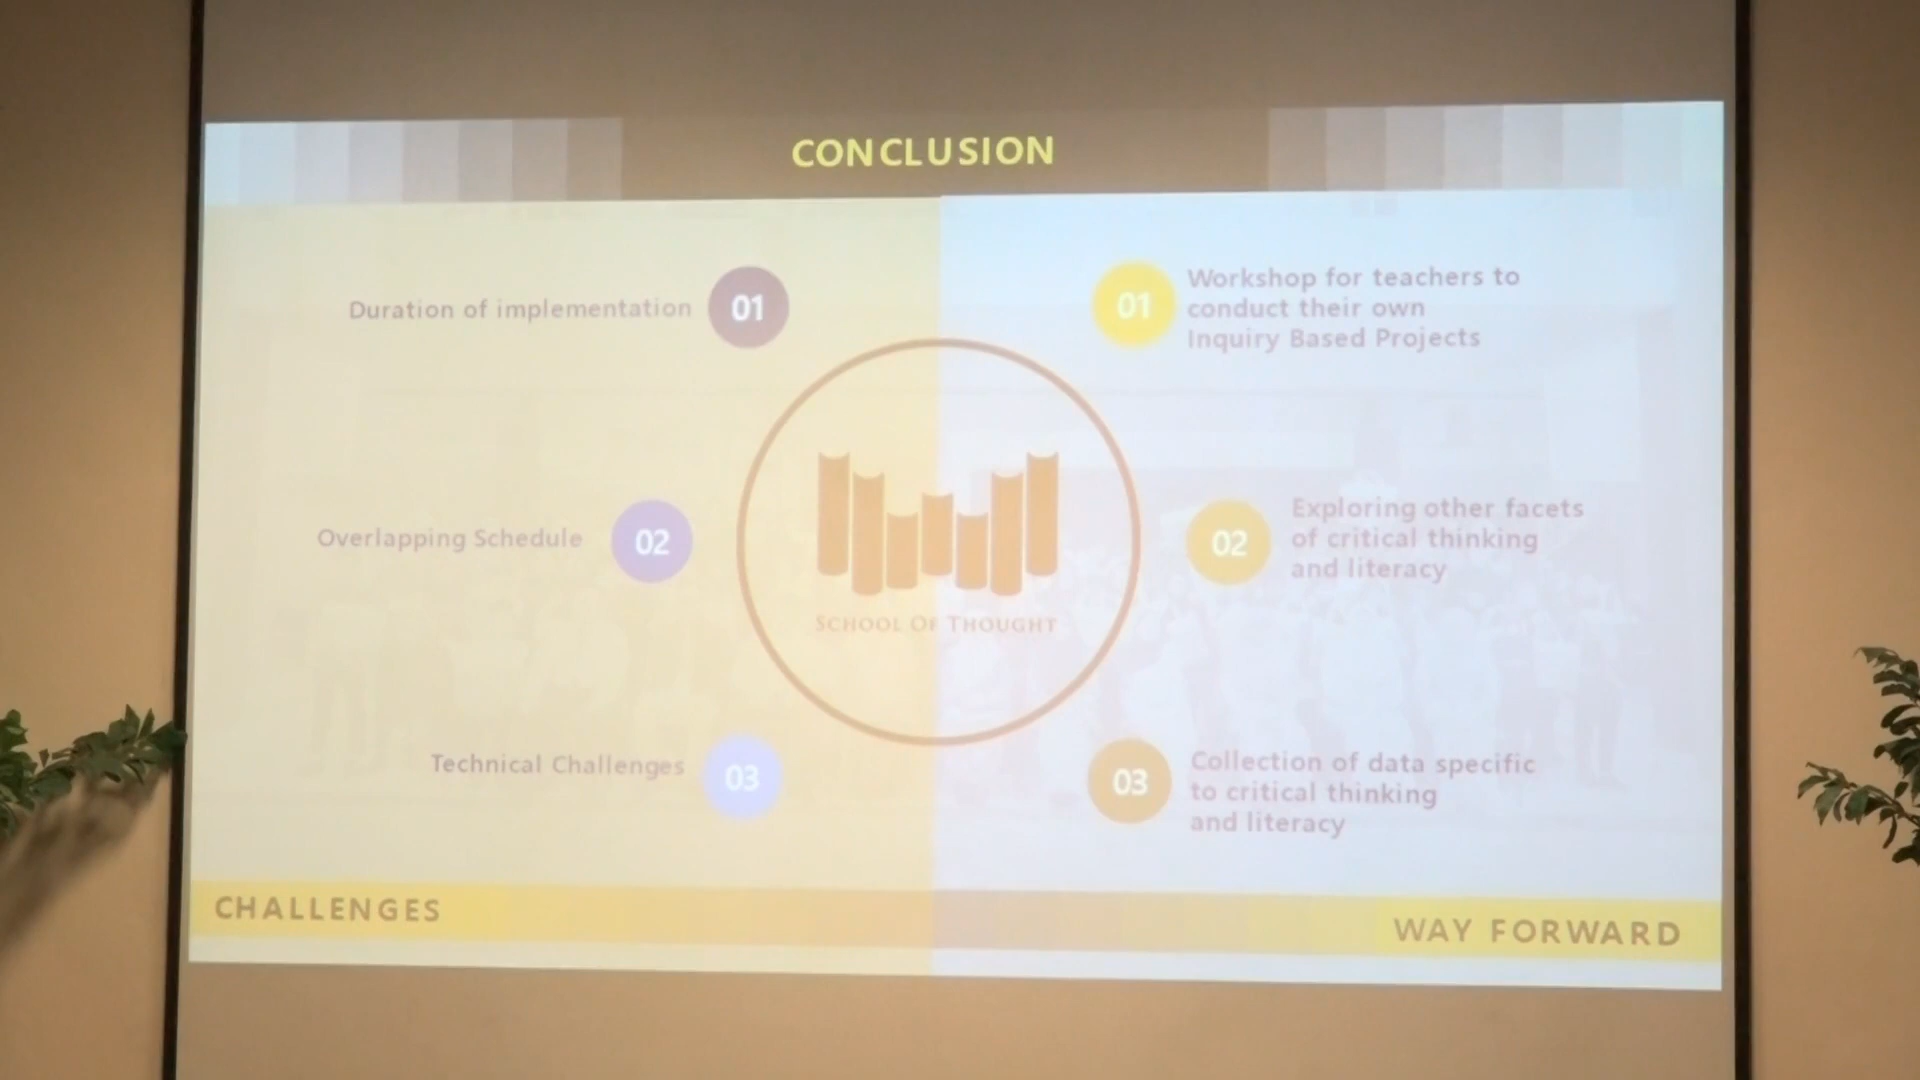 CONCLUSION
Duration of implementation
01
Overlapping Schedule
02
Technical Challenges
03
SCHOOL OF THOUGHT
01
Workshop for teachers to
conduct their own
Inquiry Based Projects
02
Exploring other facets
of critical thinking
and literacy
03
Collection of data specific
to critical thinking
and literacy
CHALLENGES
WAY FORWARD